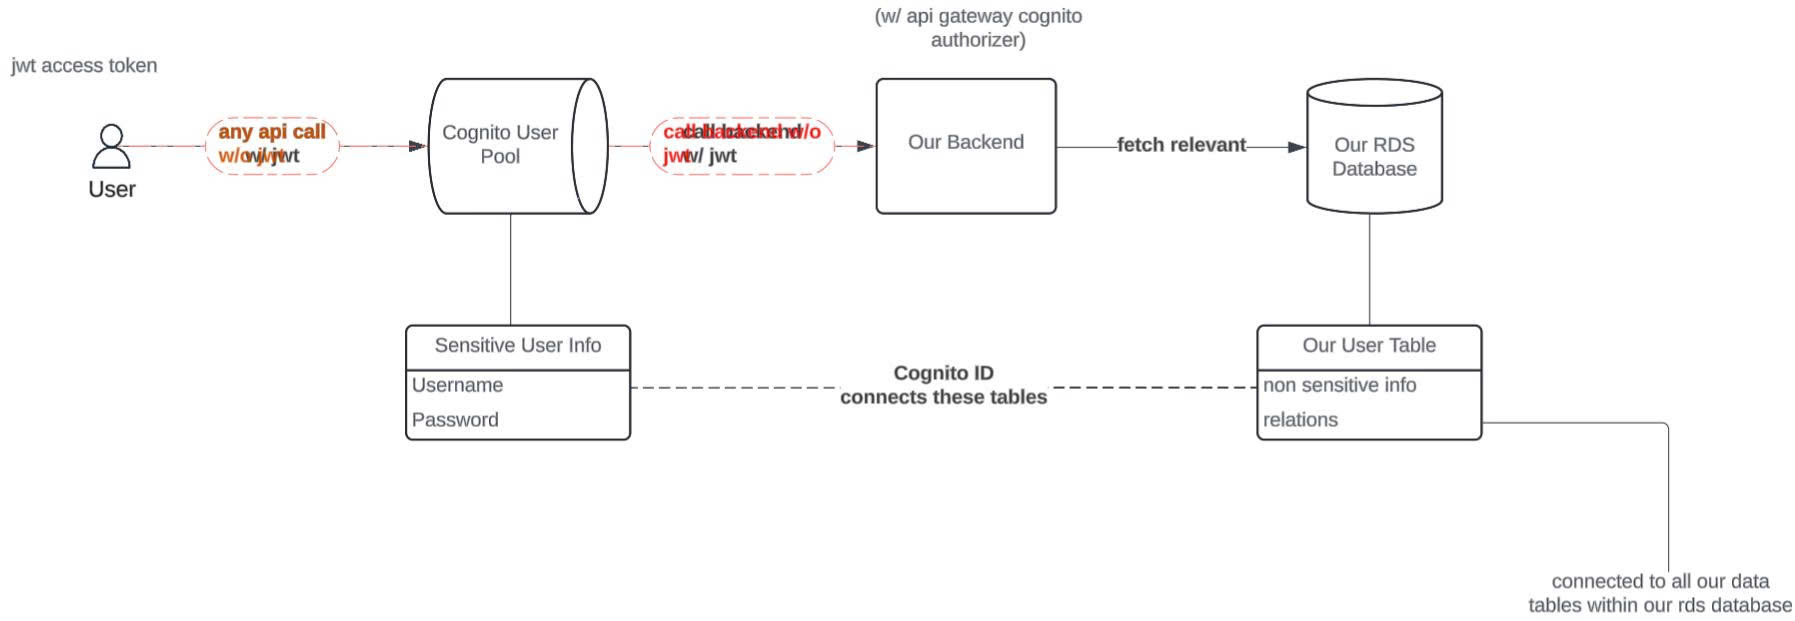 (w/ api gateway cognito
authorizer)
jwt access token
any api call
w/o jwt
w/ jwt
Cognito User
Pool
call backend w/o
jwt
call backend
w/ jwt
Our Backend
fetch relevant
Our RDS
Database
User
Sensitive User Info
Username
Password
Cognito ID
connects these tables
Our User Table
non sensitive info
relations
connected to all our data
tables within our rds database